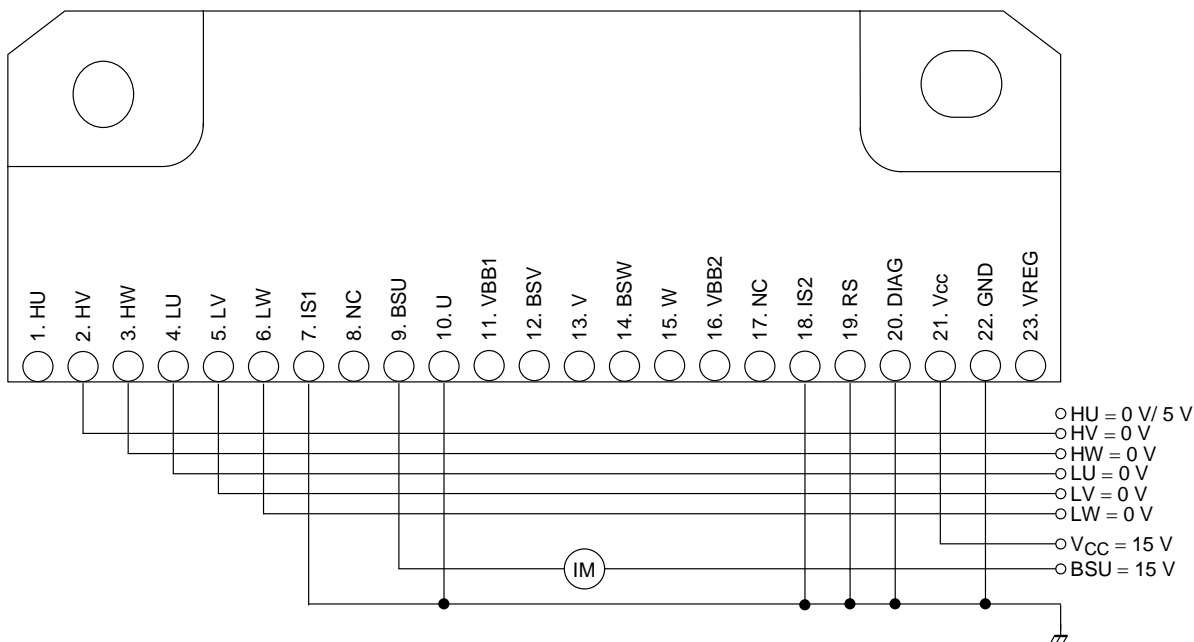 1. HU
2. HV
3. HW
4. LU
5. LV
6. LW
7. IS1
8. NC
9. BSU
10. U
11. VBB1
12. BSV
13. V
14. BSW
15. W
16. VBB2
17. NC
18. IS2
19. RS
20. DIAG
21. Vcc
22. GND
23. VREG
HU = 0 V/ 5 V
HV = 0 V
HW = 0 V
LU = 0 V
LV = 0 V
LW = 0 V
VCC = 15 V
IM
BSU = 15 V